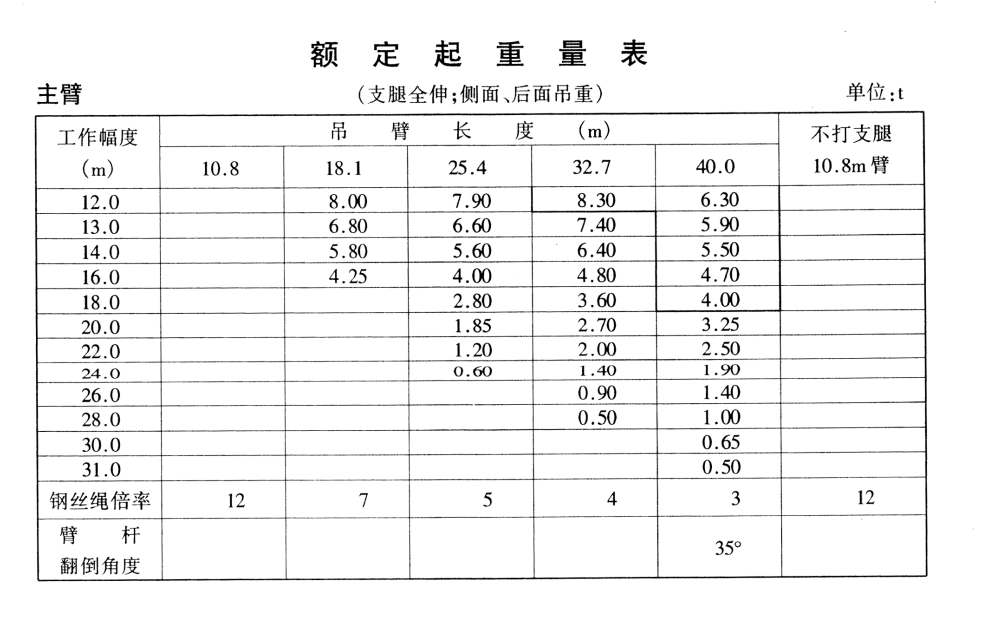 额定起重量表
主臂 （支腿全伸；侧面、后面吊重） 单位：t
工作幅度（m） 吊臂长度（m） 不打支腿10.8m臂
10.8 18.1 25.4 32.7 40.0
12.0 8.00 7.90 8.30 6.30
13.0 6.80 6.60 7.40 5.90
14.0 5.80 5.60 6.40 5.50
16.0 4.25 4.00 4.80 4.70
18.0 2.80 3.60 4.00
20.0 1.85 2.70 3.25
22.0 1.20 2.00 2.50
24.0 0.60 1.40 1.90
26.0 0.90 1.40
28.0 0.50 1.00
30.0 0.65
31.0 0.50
钢丝绳倍率 12 7 5 4 3 12
臂杆
翻倒角度 35°